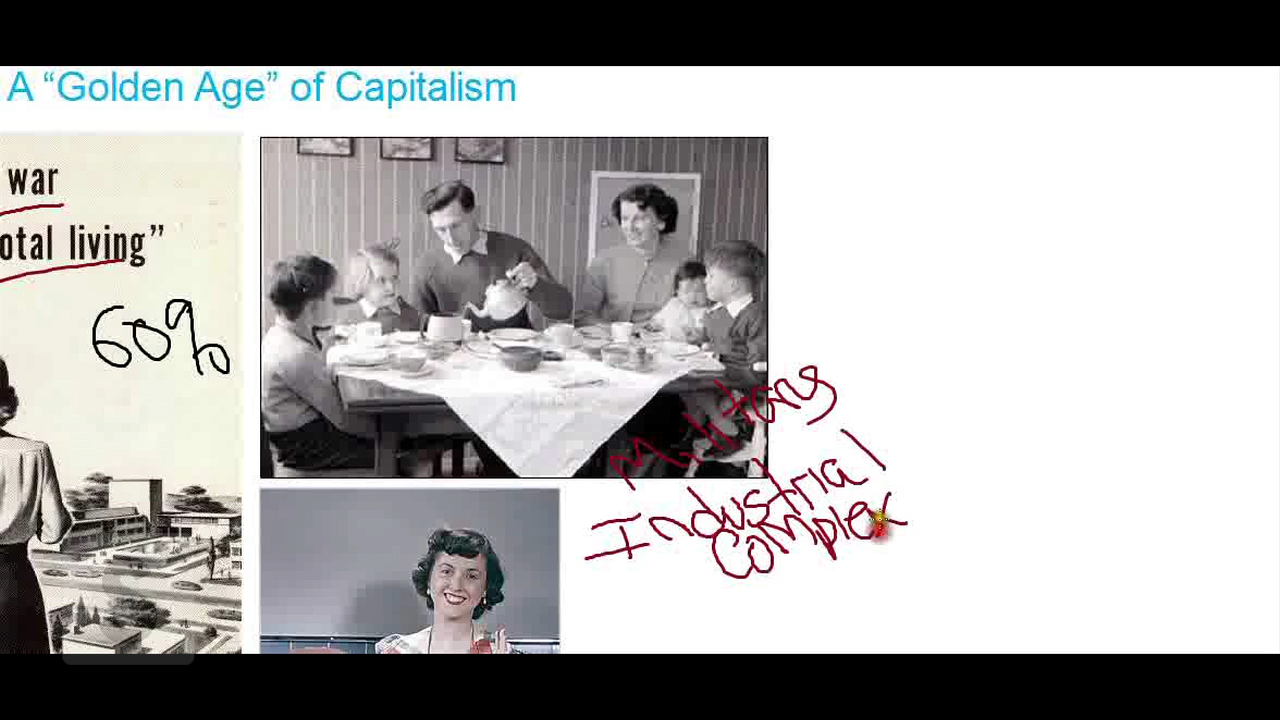 A “Golden Age” of Capitalism
war
otal living”
60%
Military
Industrial
Complex